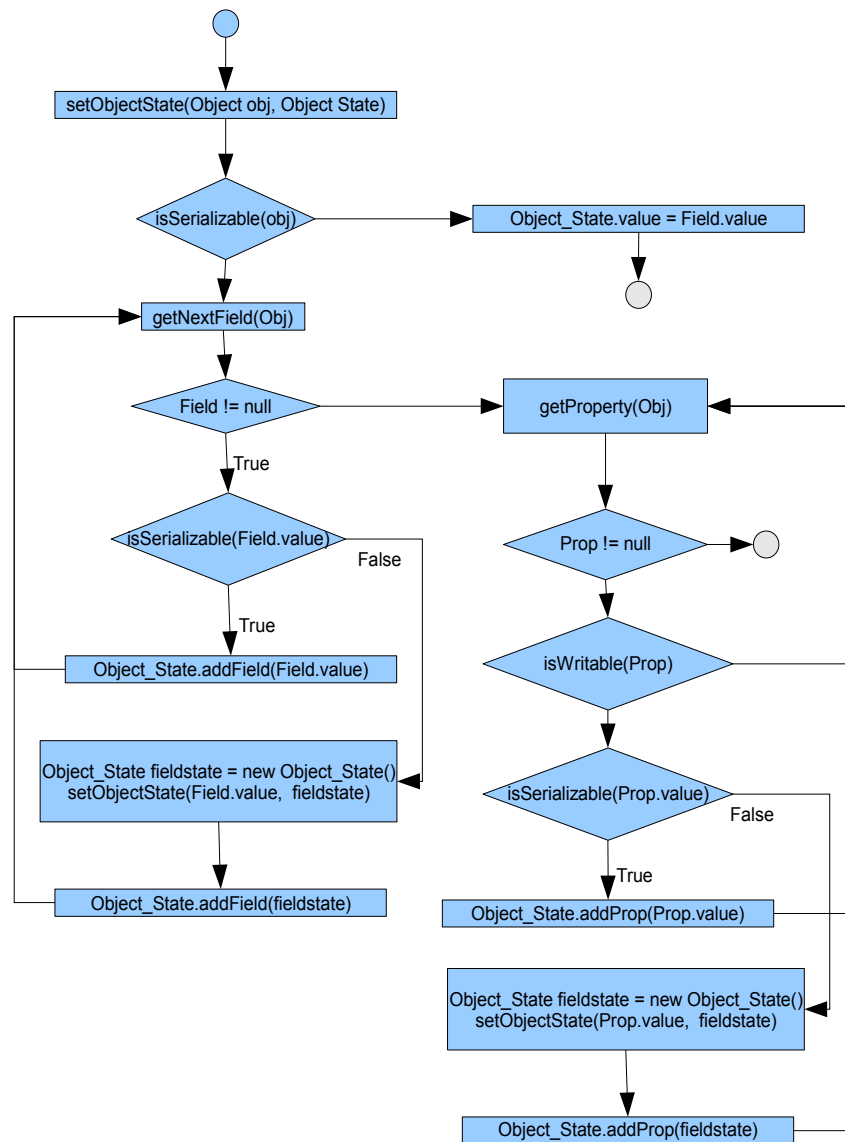 setObjectState(Object obj, Object State)
isSerializable(obj)
Object_State.value = Field.value
getNextField(Obj)
Field != null
getProperty(Obj)
True
isSerializable(Field.value)
False
True
Object_State.addField(Field.value)
Object_State fieldstate = new Object_State()
setObjectState(Field.value, fieldstate)
Object_State.addField(fieldstate)
Prop != null
isWritable(Prop)
isSerializable(Prop.value)
False
True
Object_State.addProp(Prop.value)
Object_State fieldstate = new Object_State()
setObjectState(Prop.value, fieldstate)
Object_State.addProp(fieldstate)